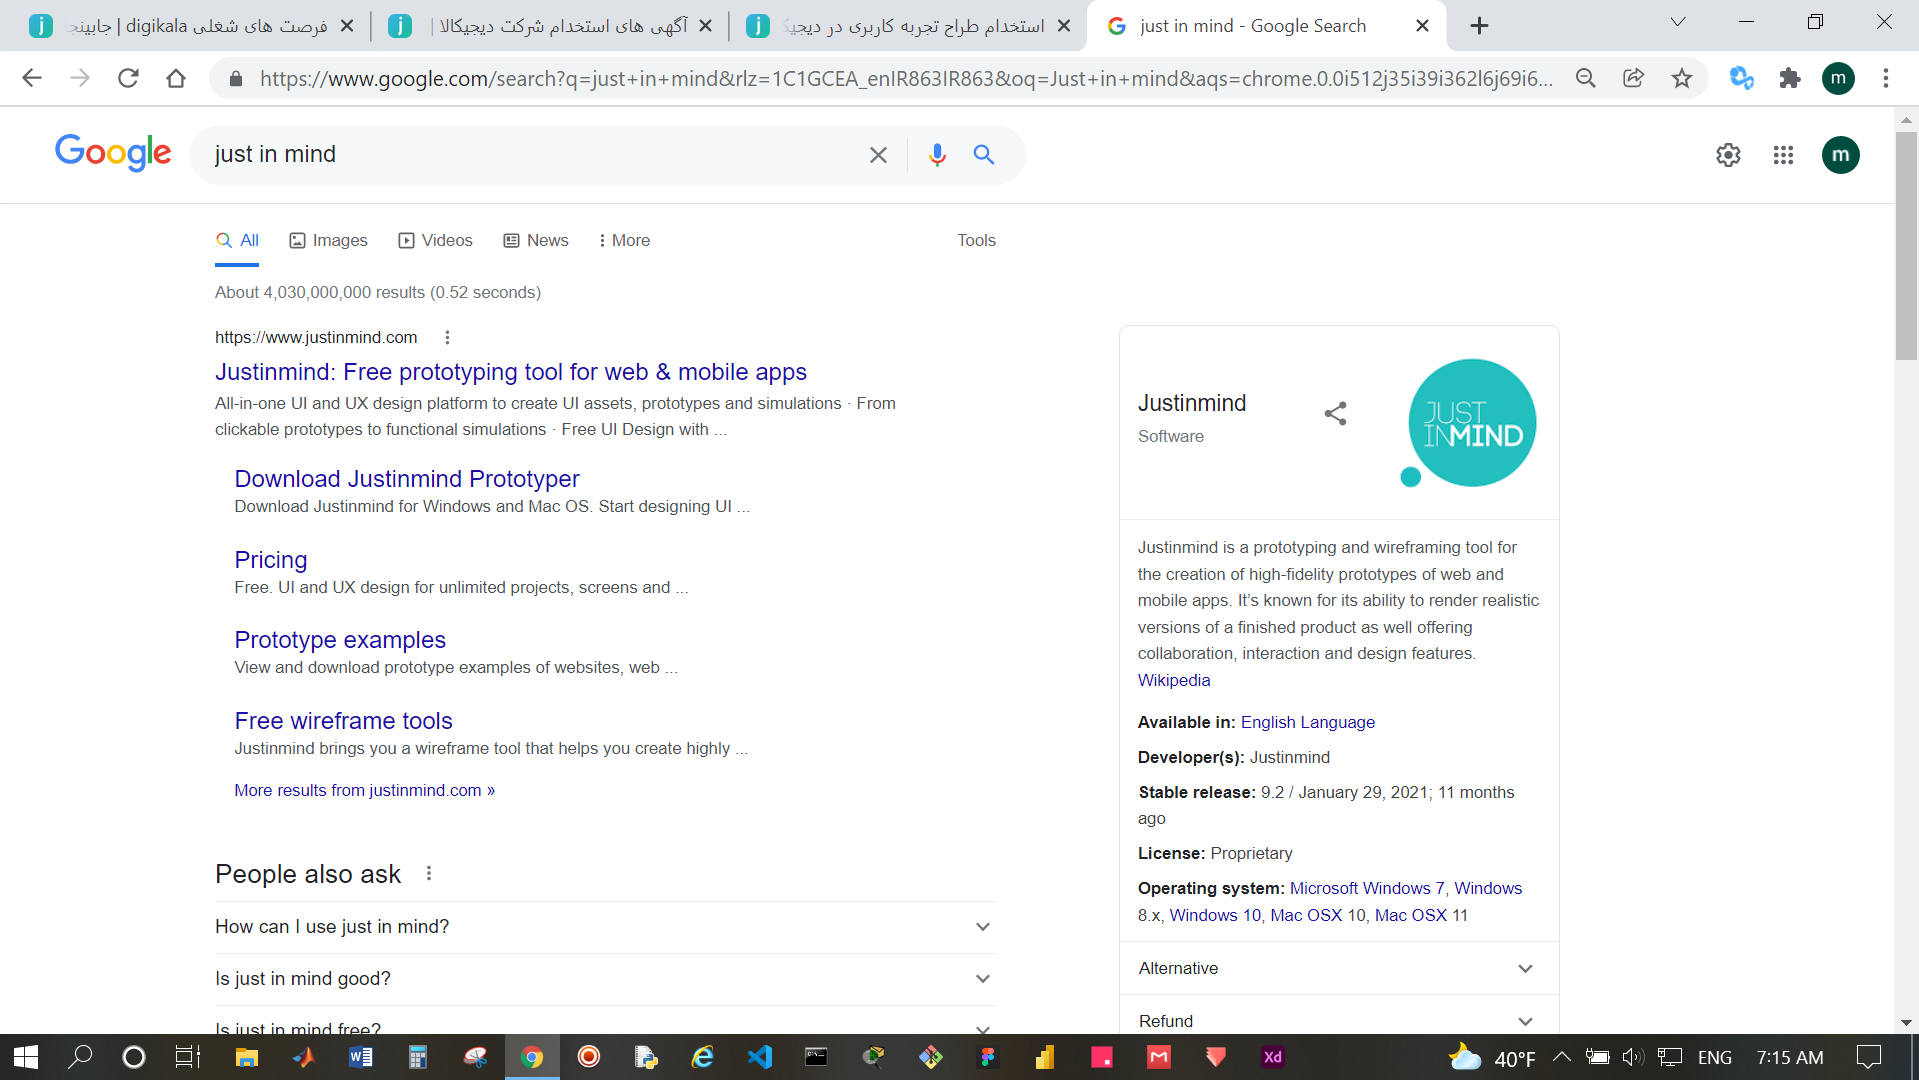 فرصت های شغلی digikala | جابینجا
آگهی های استخدام شرکت دیجیکالا |
استخدام طراح تجربه کاربری در دیجیک
just in mind - Google Search
https://www.google.com/search?q=just+in+mind&rlz=1C1GCEA_enIR863IR863&oq=Just+in+mind&aqs=chrome.0.0i512j35i39i362l6j69i6...
m
Google
just in mind
m
All
Images
Videos
News
More
Tools
About 4,030,000,000 results (0.52 seconds)
https://www.justinmind.com
Justinmind: Free prototyping tool for web & mobile apps
All-in-one UI and UX design platform to create UI assets, prototypes and simulations · From
clickable prototypes to functional simulations · Free UI Design with ...
Download Justinmind Prototyper
Download Justinmind for Windows and Mac OS. Start designing UI ...
Pricing
Free. UI and UX design for unlimited projects, screens and ...
Prototype examples
View and download prototype examples of websites, web ...
Free wireframe tools
Justinmind brings you a wireframe tool that helps you create highly ...
More results from justinmind.com »
People also ask
How can I use just in mind?
Is just in mind good?
Is just in mind free?
Justinmind
Software
JUST
INMIND
Justinmind is a prototyping and wireframing tool for
the creation of high-fidelity prototypes of web and
mobile apps. It’s known for its ability to render realistic
versions of a finished product as well offering
collaboration, interaction and design features.
Wikipedia
Available in: English Language
Developer(s): Justinmind
Stable release: 9.2 / January 29, 2021; 11 months
ago
License: Proprietary
Operating system: Microsoft Windows 7, Windows
8.x, Windows 10, Mac OSX 10, Mac OSX 11
Alternative
Refund
Xd
40°F
ENG
7:15 AM